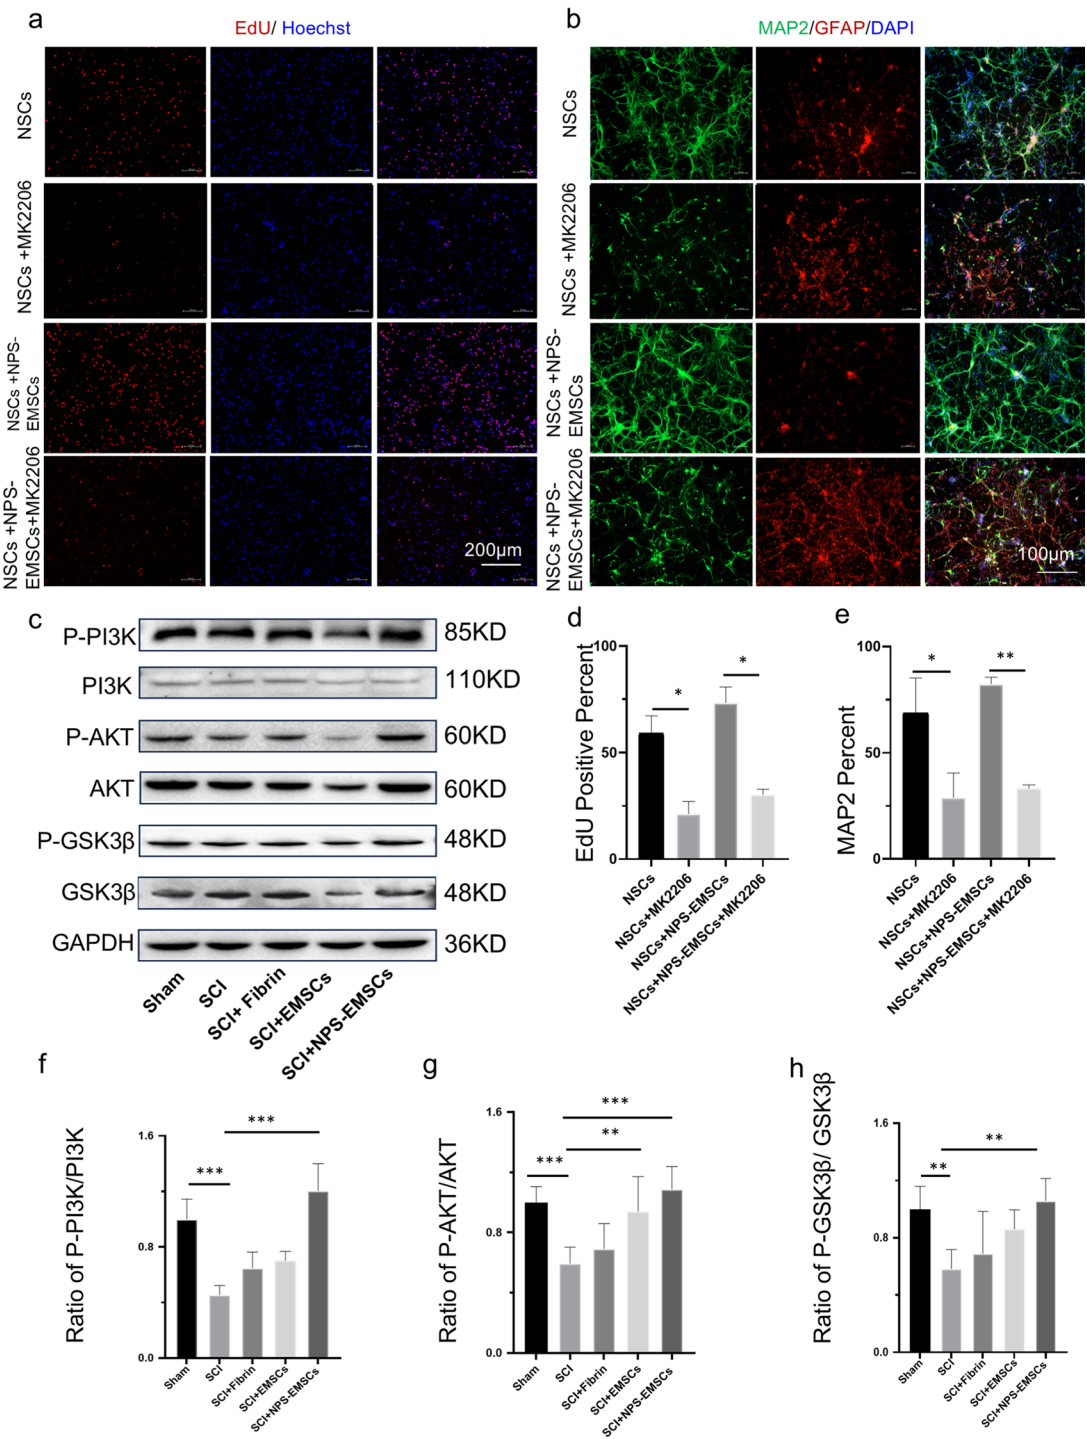 a
EdU/ Hoechst
NSCs
NSCs +MK2206
NSCs +NPS-
EMSCs
NSCs +NPS-
EMSCs+MK2206
200μm
b
MAP2/GFAP/DAPI
NSCs
NSCs +MK2206
NSCs +NPS-
EMSCs
NSCs +NPS-
EMSCs+MK2206
100μm
c
P-PI3K 85KD
PI3K 110KD
P-AKT 60KD
AKT 60KD
P-GSK3β 48KD
GSK3β 48KD
GAPDH 36KD
Sham
SCI
SCI+ Fibrin
SCI+EMSCs
SCI+NPS-EMSCs
d
EdU Positive Percent
100
50
0
*
*
NSCs
NSCs+MK2206
NSCs+NPS-EMSCs
NSCs+NPS-EMSCs+MK2206
e
MAP2 Percent
100
50
0
*
**
NSCs
NSCs+MK2206
NSCs+NPS-EMSCs
NSCs+NPS-EMSCs+MK2206
f
Ratio of P-PI3K/PI3K
1.6
0.8
0.0
***
***
Sham
SCI
SCI+Fibrin
SCI+EMSCs
SCI+NPS-EMSCs
g
Ratio of P-AKT/AKT
1.6
0.8
0.0
***
**
***
Sham
SCI
SCI+Fibrin
SCI+EMSCs
SCI+NPS-EMSCs
h
Ratio of P-GSK3β/ GSK3β
1.6
0.8
0.0
**
**
Sham
SCI
SCI+Fibrin
SCI+EMSCs
SCI+NPS-EMSCs